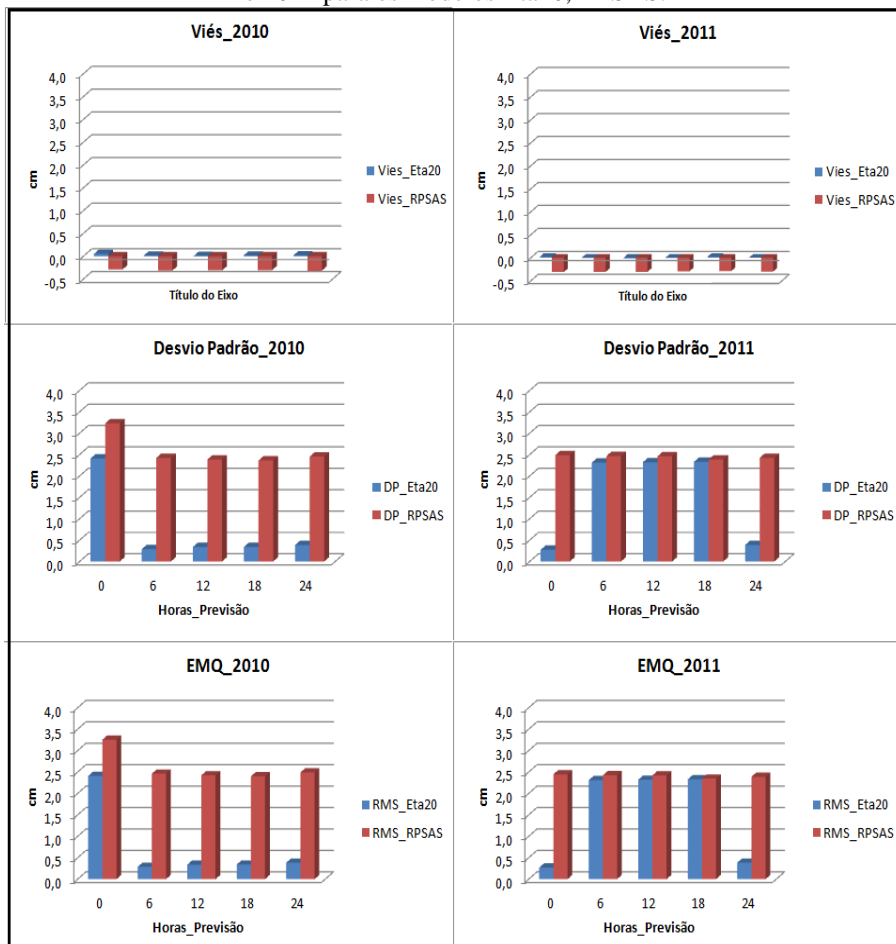 Viés_2010
4,0
3,5
3,0
2,5
2,0
1,5
1,0
0,5
0,0
-0,5
cm
Título do Eixo
Vies_Eta20
Vies_RPSAS
Viés_2011
4,0
3,5
3,0
2,5
2,0
1,5
1,0
0,5
0,0
-0,5
cm
Título do Eixo
Vies_Eta20
Vies_RPSAS
Desvio Padrão_2010
4,0
3,5
3,0
2,5
2,0
1,5
1,0
0,5
0,0
cm
0 6 12 18 24
Horas_Previsão
DP_Eta20
DP_RPSAS
Desvio Padrão_2011
4,0
3,5
3,0
2,5
2,0
1,5
1,0
0,5
0,0
cm
0 6 12 18 24
Horas_Previsão
DP_Eta20
DP_RPSAS
EMQ_2010
4,0
3,5
3,0
2,5
2,0
1,5
1,0
0,5
0,0
cm
0 6 12 18 24
Horas_Previsão
RMS_Eta20
RMS_RPSAS
EMQ_2011
4,0
3,5
3,0
2,5
2,0
1,5
1,0
0,5
0,0
cm
0 6 12 18 24
Horas_Previsão
RMS_Eta20
RMS_RPSAS